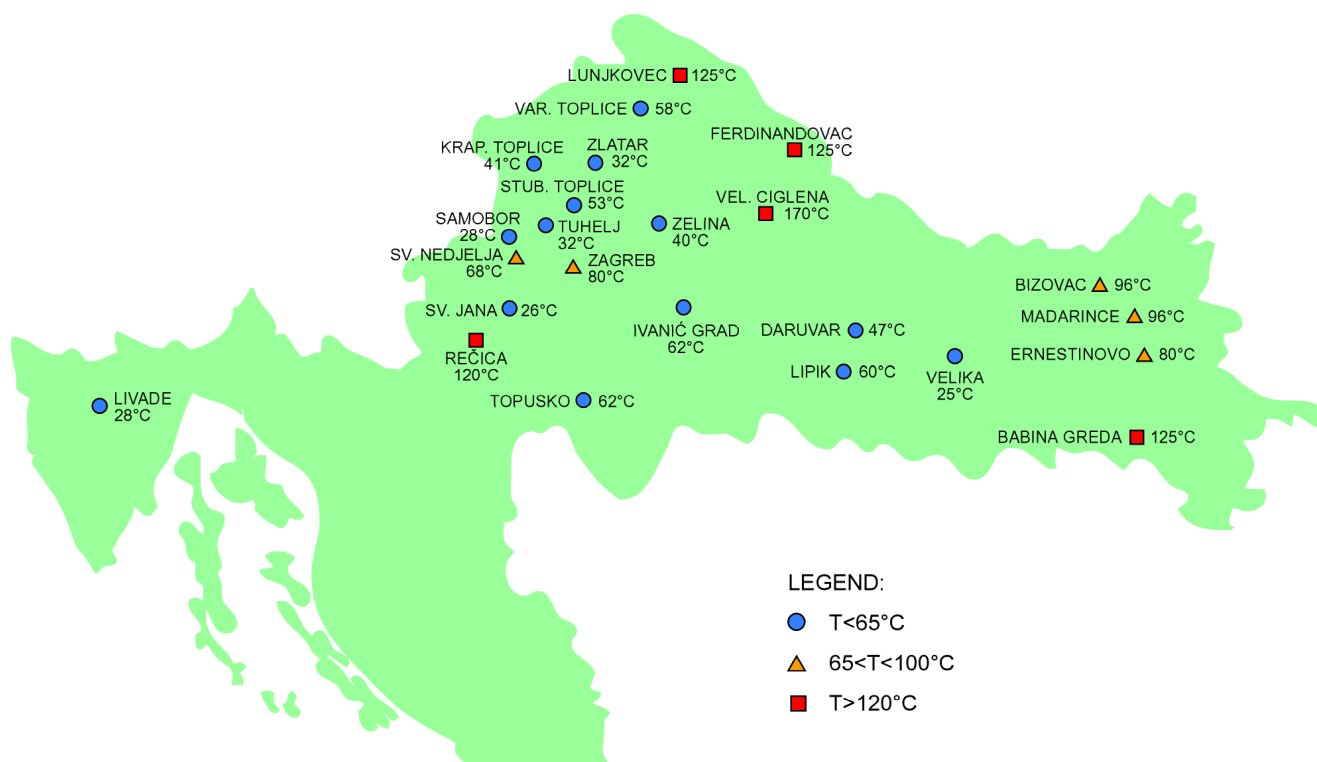 LUNJKOVEC 125°C
VAR. TOPLICE 58°C
FERDINANDOVAC
125°C
KRAP. TOPLICE
41°C
ZLATAR
32°C
STUB. TOPLICE
53°C
VEL. CIGLENA
170°C
SAMOBOR
28°C
TUHELJ
32°C
ZELINA
40°C
SV. NEDJELJA
68°C
ZAGREB
80°C
BIZOVAC 96°C
SV. JANA 26°C
MADARINCE 96°C
IVANIĆ GRAD
62°C
DARUVAR 47°C
REČICA
120°C
ERNESTINOVO 80°C
LIPIK 60°C
VELIKA
25°C
LIVADE
28°C
TOPUSKO 62°C
BABINA GREDA 125°C
LEGEND:
T<65°C
65<T<100°C
T>120°C